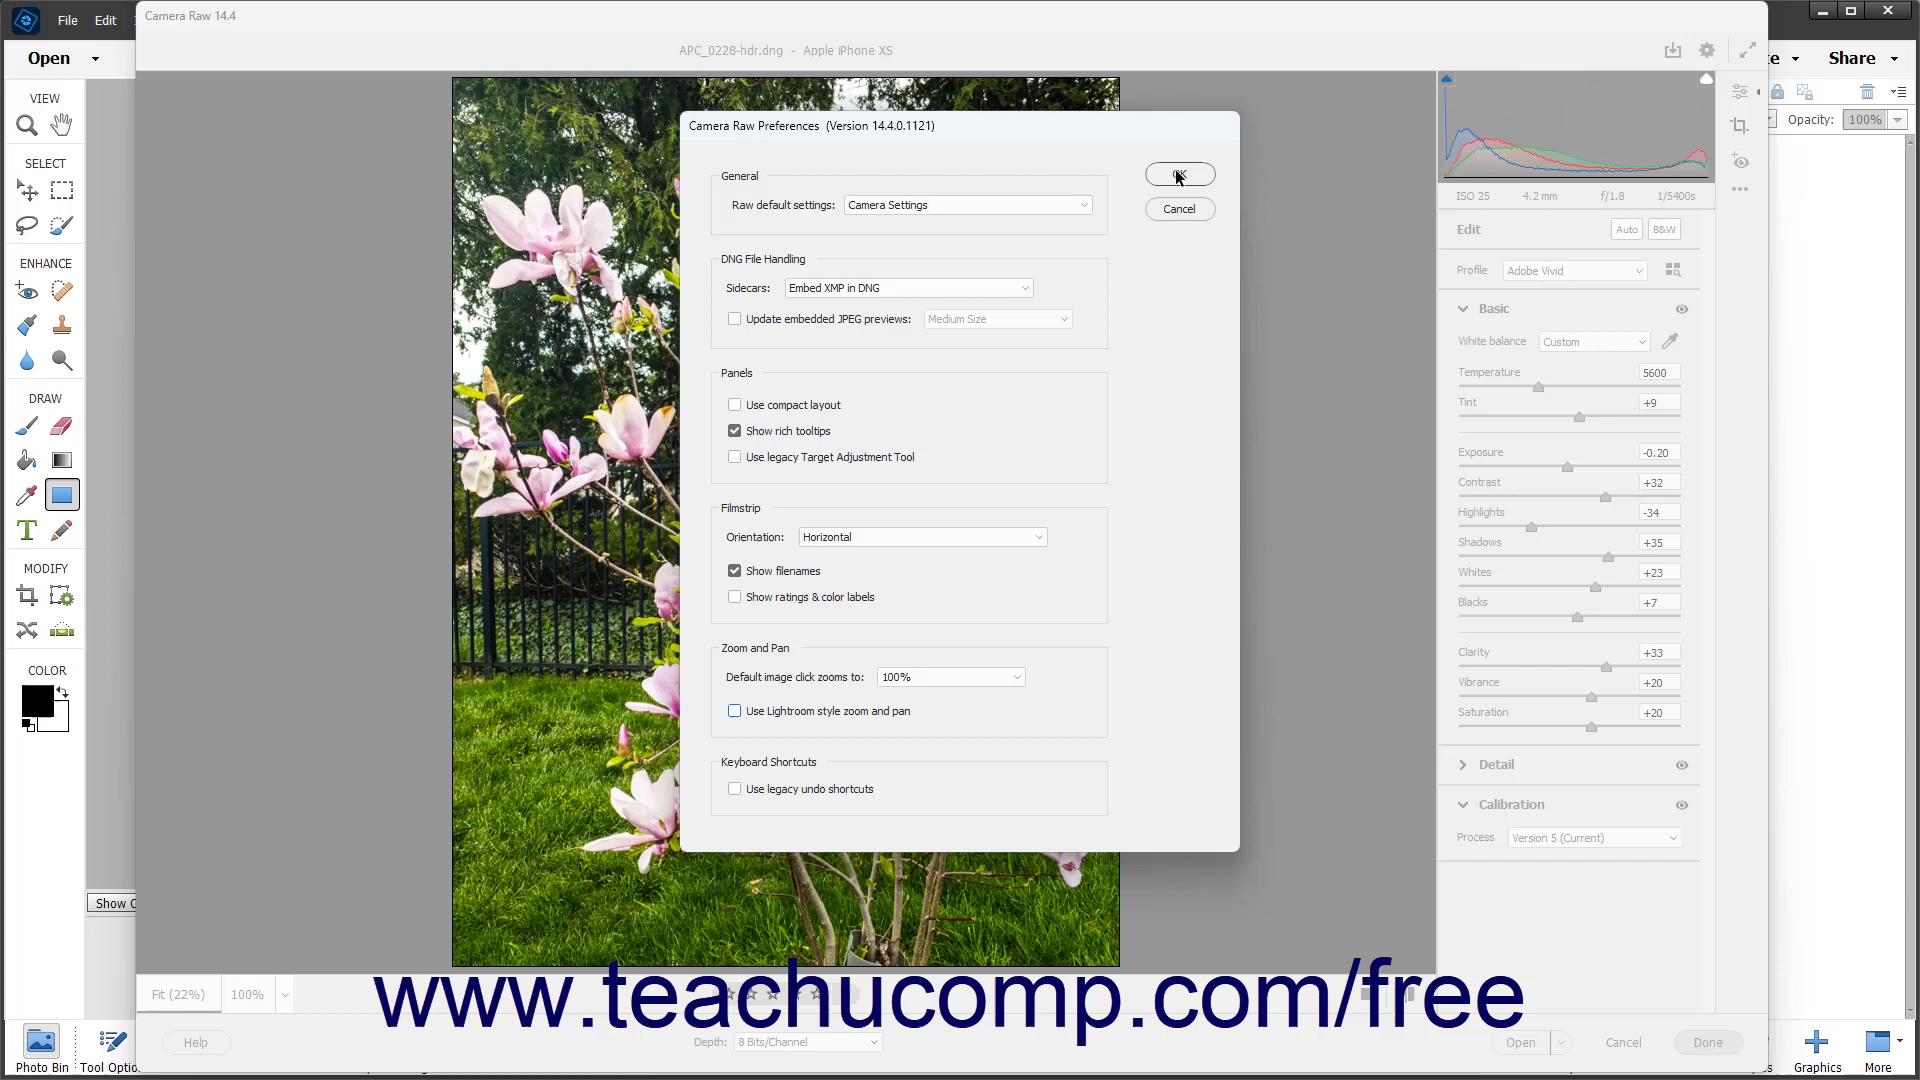 Camera Raw 14.4
File
Edit
APC_0228-hdr.dng - Apple iPhone XS
Open
Share
VIEW
SELECT
ENHANCE
DRAW
MODIFY
COLOR
Show
Photo Bin
Tool
Camera Raw Preferences (Version 14.4.0.1121)
OK
Cancel
General
Raw default settings: Camera Settings
DNG File Handling
Sidecars: Embed XMP in DNG
Update embedded JPEG previews: Medium Size
Panels
Use compact layout
Show rich tooltips
Use legacy Target Adjustment Tool
Filmstrip
Orientation: Horizontal
Show filenames
Show ratings & color labels
Zoom and Pan
Default image click zooms to: 100%
Use Lightroom style zoom and pan
Keyboard Shortcuts
Use legacy undo shortcuts
Opacity: 100%
ISO 25 4.2 mm f/1.8 1/5400s
Edit Auto B&W
Profile Adobe Vivid
Basic
White balance Custom
Temperature 5600
Tint +9
Exposure -0.20
Contrast +32
Highlights -34
Shadows +35
Whites +23
Blacks +7
Clarity +33
Vibrance +20
Saturation +20
Detail
Calibration
Process Version 5 (Current)
Fit (22%) 100%
www.teachucomp.com/free
Help
Depth: 8 Bits/Channel
Open
Cancel
Done
Graphics
More